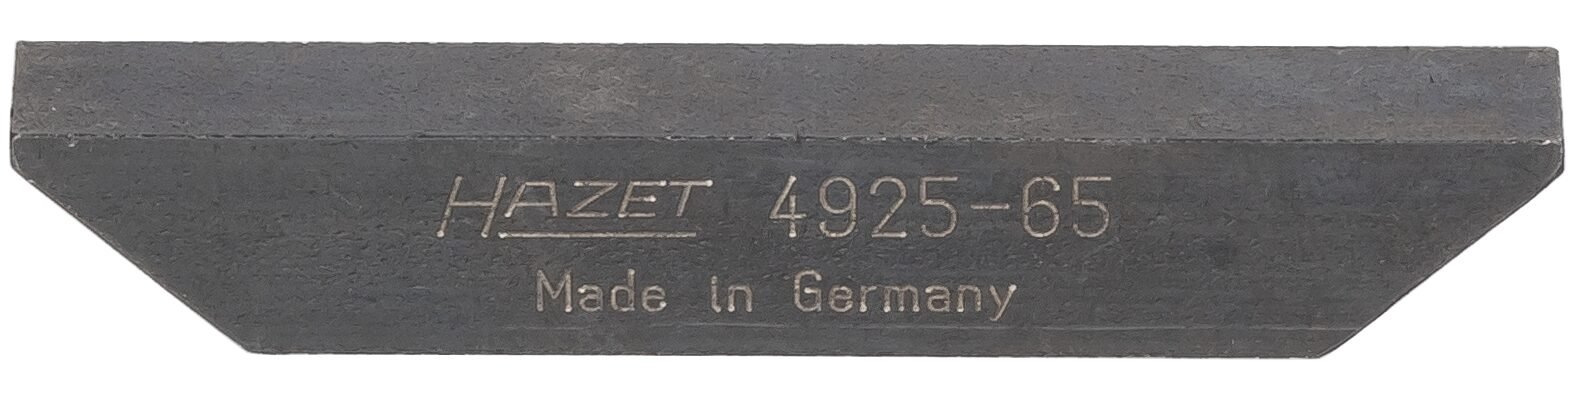 HAZET 4925-65
Made in Germany